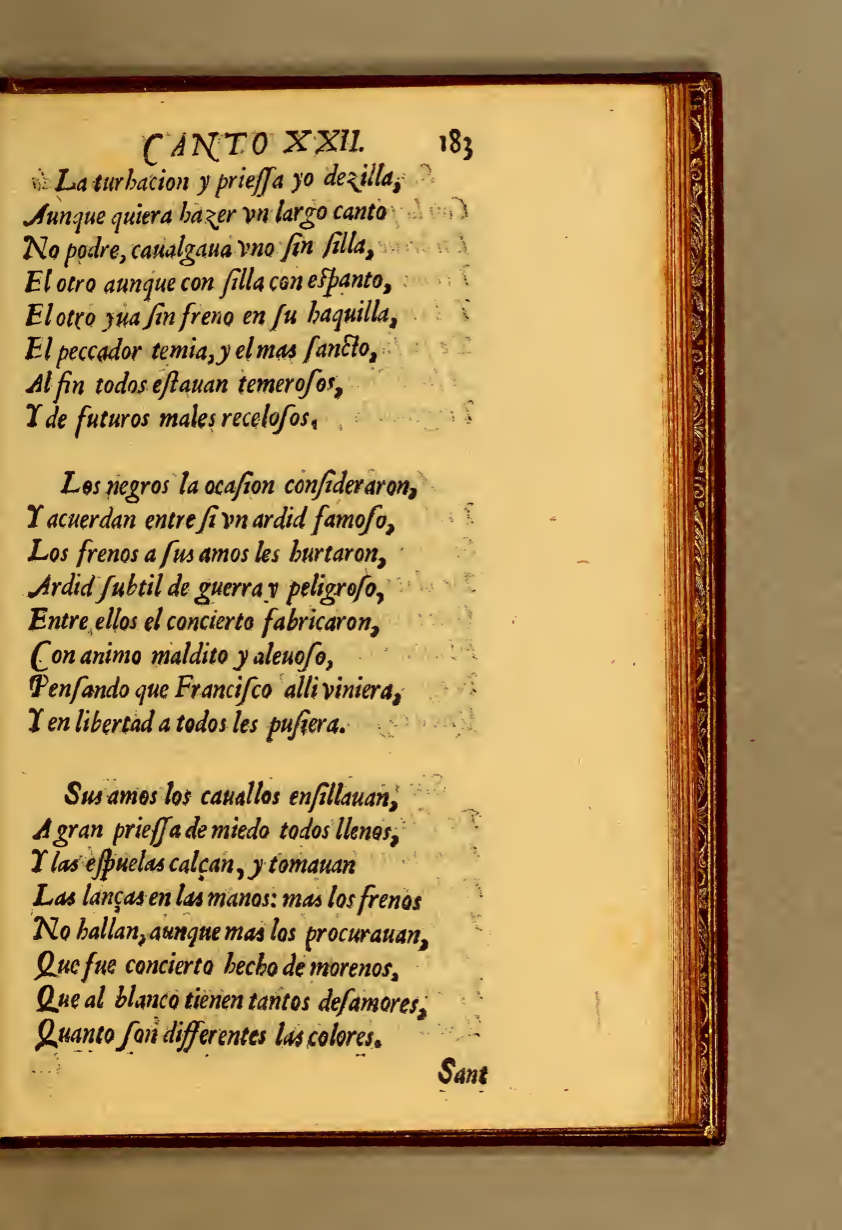 CANTO XXII. 183
La turbacion y prieſſa yo dezilla,
Aunque quiera hazer vn largo canto
No podre, caualgaua vno ſin ſilla,
El otro aunque con ſilla con eſpanto,
El otro yua ſin freno en ſu haquilla,
El peccador temia, y el mas ſancto,
Al fin todos eſtauan temeroſos,
Y de futuros males receloſos.
Los negros la ocaſion conſideraron,
Y acuerdan entre ſi vn ardid famoſo,
Los frenos a ſus amos les hurtaron,
Ardid ſubtil de guerra y peligroſo,
Entre ellos el concierto fabricaron,
Con animo maldito y aleuoſo,
Penſando que Franciſco alli viniera,
Y en libertad a todos les puſiera.
Sus amos los cauallos enſillauan,
A gran prieſſa de miedo todos llenos,
Y las eſpuelas calçan, y tomauan
Las lanças en las manos: mas los frenos
No hallan, aunque mas los procurauan,
Que fue concierto hecho de morenos,
Que al blanco tienen tantos deſamores,
Quanto ſon differentes las colores.
Sant